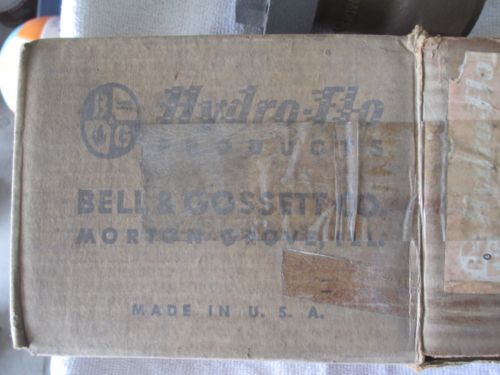 B G
Hydro-Flo
PRODUCTS
BELL & GOSSETT CO.
MORTON GROVE, ILL.
MADE IN U. S. A.